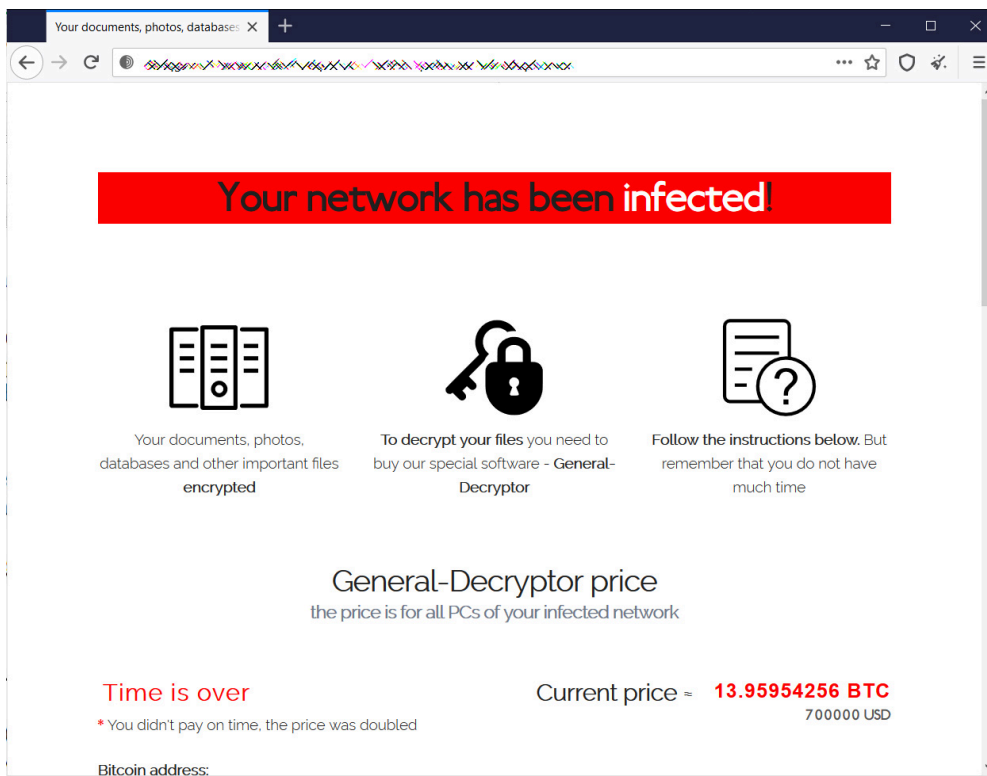 Your documents, photos, databases
Your network has been infected!
Your documents, photos,
databases and other important files
encrypted
To decrypt your files you need to
buy our special software - General-
Decryptor
Follow the instructions below. But
remember that you do not have
much time
General-Decryptor price
the price is for all PCs of your infected network
Time is over
* You didn't pay on time, the price was doubled
Current price ≈ 13.95954256 BTC
700000 USD
Bitcoin address: